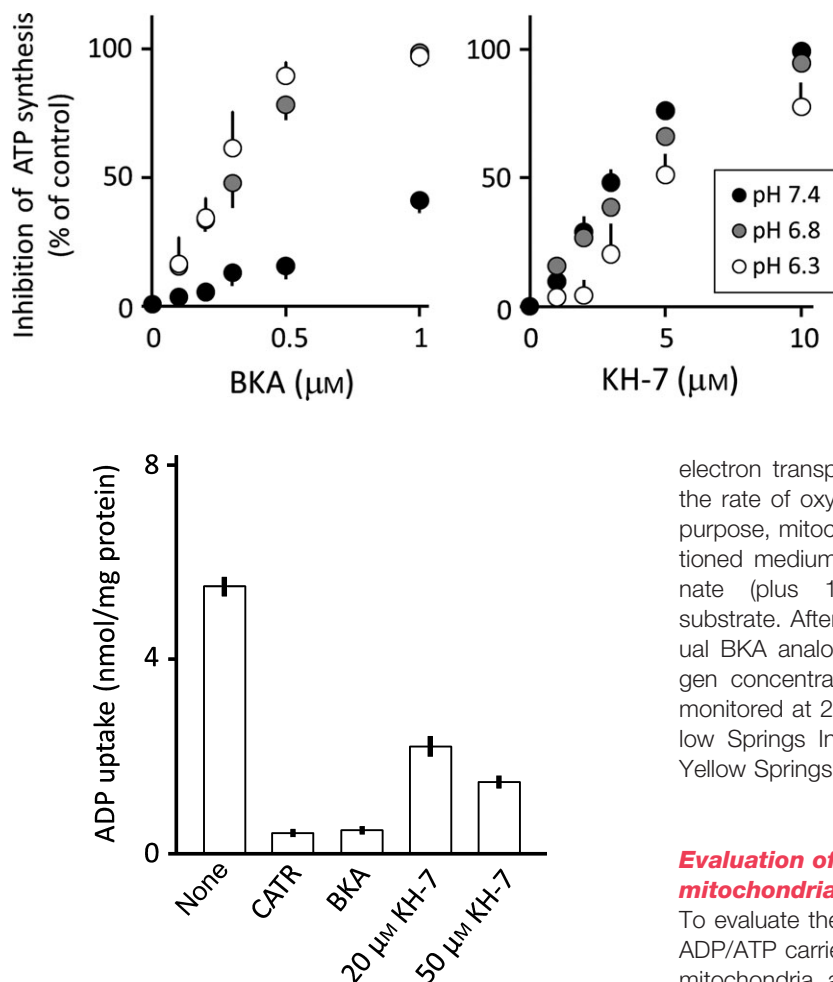 Inhibition of ATP synthesis
(% of control)
100
50
0
0
0.5
1
BKA (μM)
100
50
0
0
5
10
KH-7 (μM)
pH 7.4
pH 6.8
pH 6.3
ADP uptake (nmol/mg protein)
8
4
0
None
CATR
BKA
20 μM KH-7
50 μM KH-7
electron transp
the rate of oxy
purpose, mitoc
tioned medium
nate (plus 1
substrate. After
ual BKA analo
gen concentra
monitored at 2
low Springs In
Yellow Springs
Evaluation of
mitochondria
To evaluate the
ADP/ATP carrie
mitochondria a